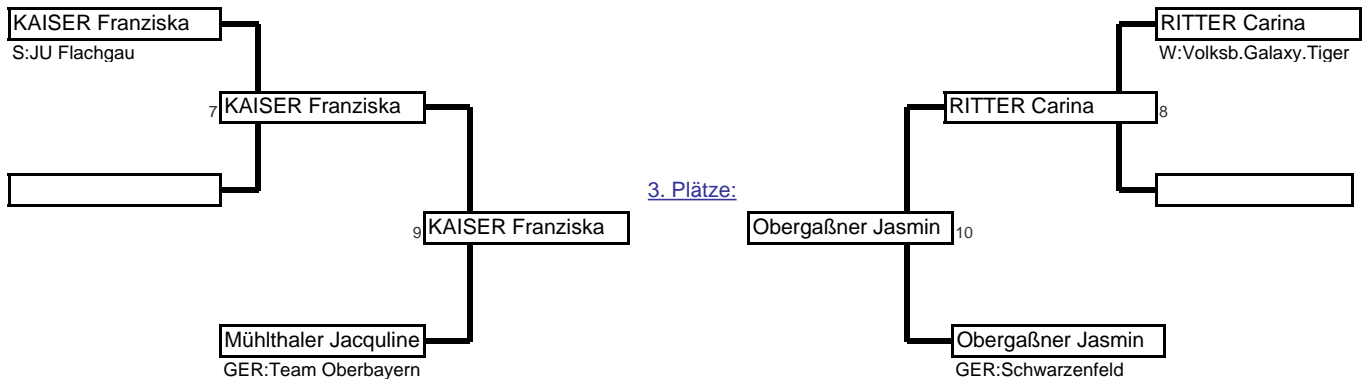 KAISER Franziska
RITTER Carina
S:JU Flachgau
W:Volksb.Galaxy.Tiger
7 KAISER Franziska
RITTER Carina 8
3. Plätze:
9 KAISER Franziska
Obergaßner Jasmin 10
Mühlthaler Jacquline
Obergaßner Jasmin
GER:Team Oberbayern
GER:Schwarzenfeld